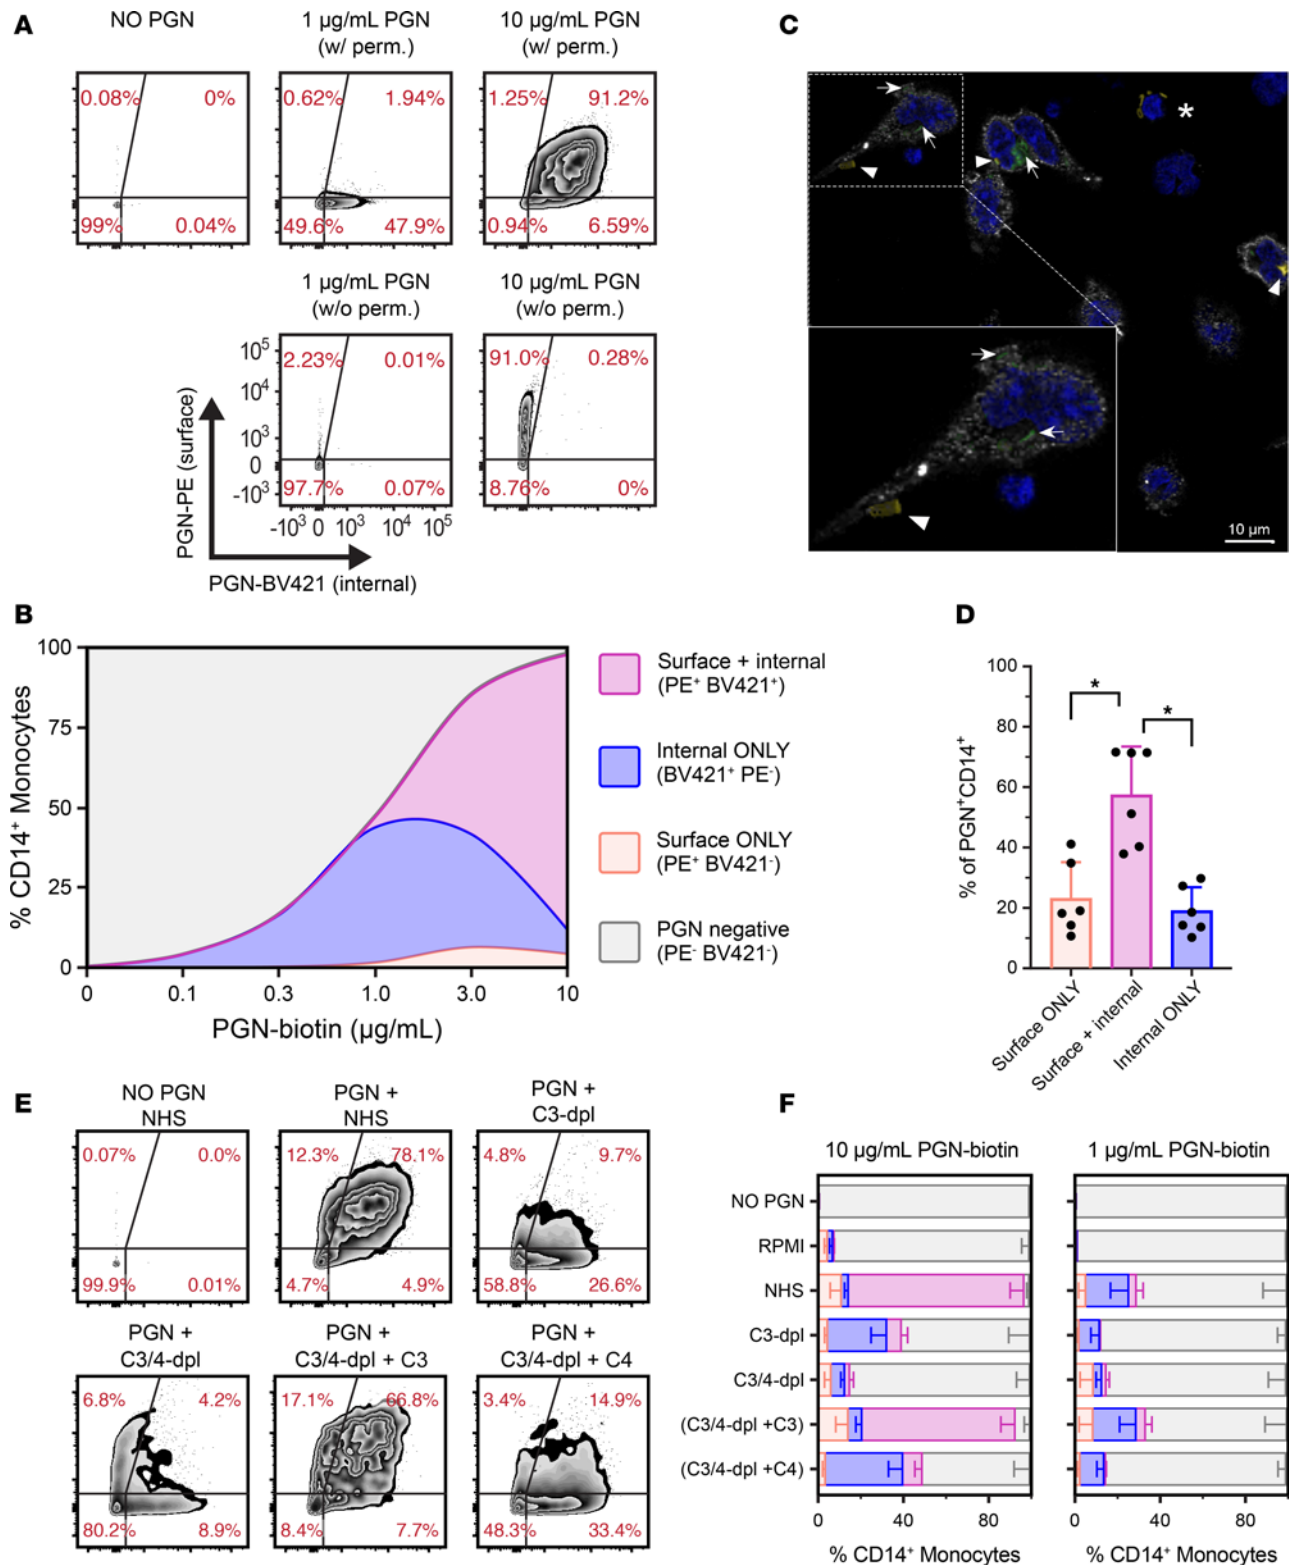 A
NO PGN
1 µg/mL PGN
(w/ perm.)
10 µg/mL PGN
(w/ perm.)
0.08% 0%
99% 0.04%
0.62% 1.94%
49.6% 47.9%
1.25% 91.2%
0.94% 6.59%
1 µg/mL PGN
(w/o perm.)
10 µg/mL PGN
(w/o perm.)
2.23% 0.01%
97.7% 0.07%
91.0% 0.28%
8.76% 0%
10⁵
10⁴
10³
0
-10³
-10³ 0 10³ 10⁴ 10⁵
PGN-PE (surface)
PGN-BV421 (internal)
C
*
10 µm
B
100
75
50
25
0
% CD14⁺ Monocytes
0 0.1 0.3 1.0 3.0 10
PGN-biotin (µg/mL)
Surface + internal
(PE⁺ BV421⁺)
Internal ONLY
(BV421⁺ PE⁻)
Surface ONLY
(PE⁺ BV421⁻)
PGN negative
(PE⁻ BV421⁻)
D
100
80
60
40
20
0
% of PGN⁺CD14⁺
* *
Surface ONLY
Surface + internal
Internal ONLY
E
NO PGN
NHS
PGN +
NHS
PGN +
C3-dpl
0.07% 0.0%
99.9% 0.01%
12.3% 78.1%
4.7% 4.9%
4.8% 9.7%
58.8% 26.6%
PGN +
C3/4-dpl
PGN +
C3/4-dpl + C3
PGN +
C3/4-dpl + C4
6.8% 4.2%
80.2% 8.9%
17.1% 66.8%
8.4% 7.7%
3.4% 14.9%
48.3% 33.4%
F
10 µg/mL PGN-biotin
1 µg/mL PGN-biotin
NO PGN
RPMI
NHS
C3-dpl
C3/4-dpl
(C3/4-dpl +C3)
(C3/4-dpl +C4)
0 40 80
% CD14⁺ Monocytes
0 40 80
% CD14⁺ Monocytes